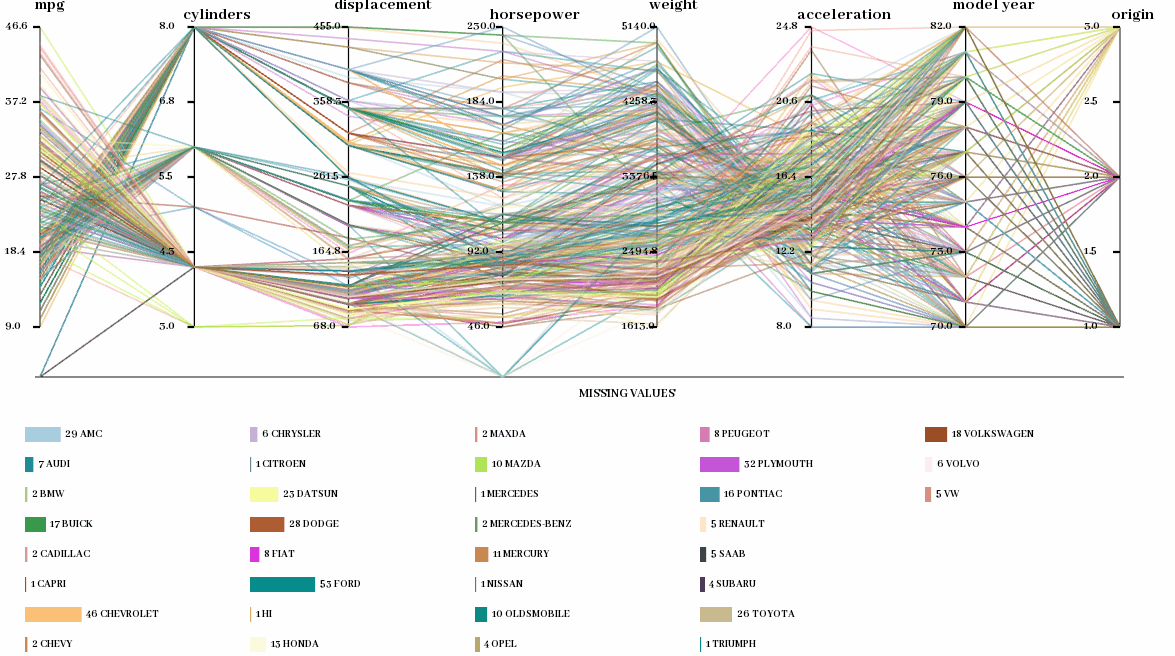 mpg cylinders displacement horsepower weight acceleration model year origin
46.6 8.0 455.0 230.0 5140.0 24.8 82.0 3.0
37.2 6.8 358.3 184.0 4258.3 20.6 79.0 2.5
27.8 5.5 261.5 138.0 3376.5 16.4 76.0 2.0
18.4 4.3 164.8 92.0 2494.8 12.2 73.0 1.5
9.0 3.0 68.0 46.0 1613.0 8.0 70.0 1.0
MISSING VALUES
29 AMC 6 CHRYSLER 2 MAXDA 8 PEUGEOT 18 VOLKSWAGEN
7 AUDI 1 CITROEN 10 MAZDA 32 PLYMOUTH 6 VOLVO
2 BMW 23 DATSUN 1 MERCEDES 16 PONTIAC 5 VW
17 BUICK 28 DODGE 2 MERCEDES-BENZ 5 RENAULT
2 CADILLAC 8 FIAT 11 MERCURY 5 SAAB
1 CAPRI 53 FORD 1 NISSAN 4 SUBARU
46 CHEVROLET 1 HI 10 OLDSMOBILE 26 TOYOTA
2 CHEVY 13 HONDA 4 OPEL 1 TRIUMPH